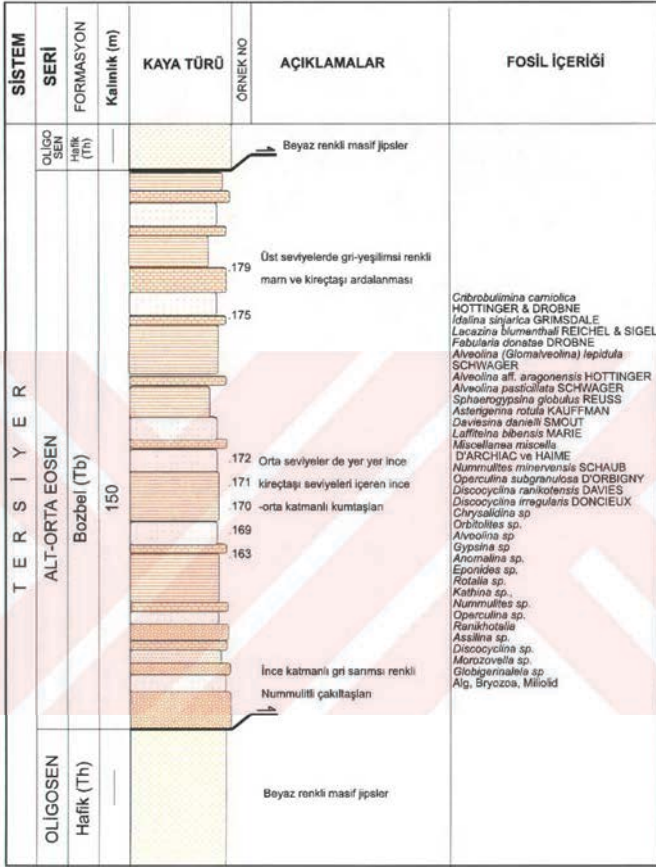 SİSTEM
SERİ
FORMASYON
Kalınlık (m)
KAYA TÜRÜ
ÖRNEK NO
AÇIKLAMALAR
FOSİL İÇERİĞİ
TERSİYER
OLİGO
SEN
Hafik
(Th)
Beyaz renkli masif jipsler
ALT-ORTA EOSEN
Bozbel (Tb)
150
.179
.175
.172
.171
.170
.169
.163
Üst seviyelerde gri-yeşilimsi renkli
marn ve kireçtaşı ardalanması
Orta seviyeler de yer yer ince
kireçtaşı seviyeleri içeren ince
-orta katmanlı kumtaşları
İnce katmanlı gri sarımsı renkli
Nummulitli çakıltaşları
Cribrobulimina carniolica
HOTTINGER & DROBNE
İdalina sinjarica GRIMSDALE
Lacazina blumenthali REICHEL & SIGEL
Fabularia donatae DROBNE
Alveolina (Glomalveolina) lepidula
SCHWAGER
Alveolina aff. aragonensis HOTTINGER
Alveolina pasticillata SCHWAGER
Sphaerogypsina globulus REUSS
Asterigerina rotula KAUFFMAN
Daviesina danielli SMOUT
Laffiteina bibensis MARIE
Miscellanea miscella
D'ARCHIAC ve HAIME
Nummulites minervensis SCHAUB
Operculina subgranulosa D'ORBIGNY
Discocyclina ranikotensis DAVIES
Discocyclina irregularis DONCIEUX
Chrysalidina sp
Orbitolites sp.
Alveolina sp
Gypsina sp
Anomalina sp.
Eponides sp.
Rotalia sp.
Kathina sp.,
Nummulites sp.
Operculina sp.
Ranikhotalia
Assilina sp.
Discocyclina sp.
Morozovella sp.
Globigerinalela sp
Alg, Bryozoa, Miliolid
OLİGOSEN
Hafik (Th)
Beyaz renkli masif jipsler